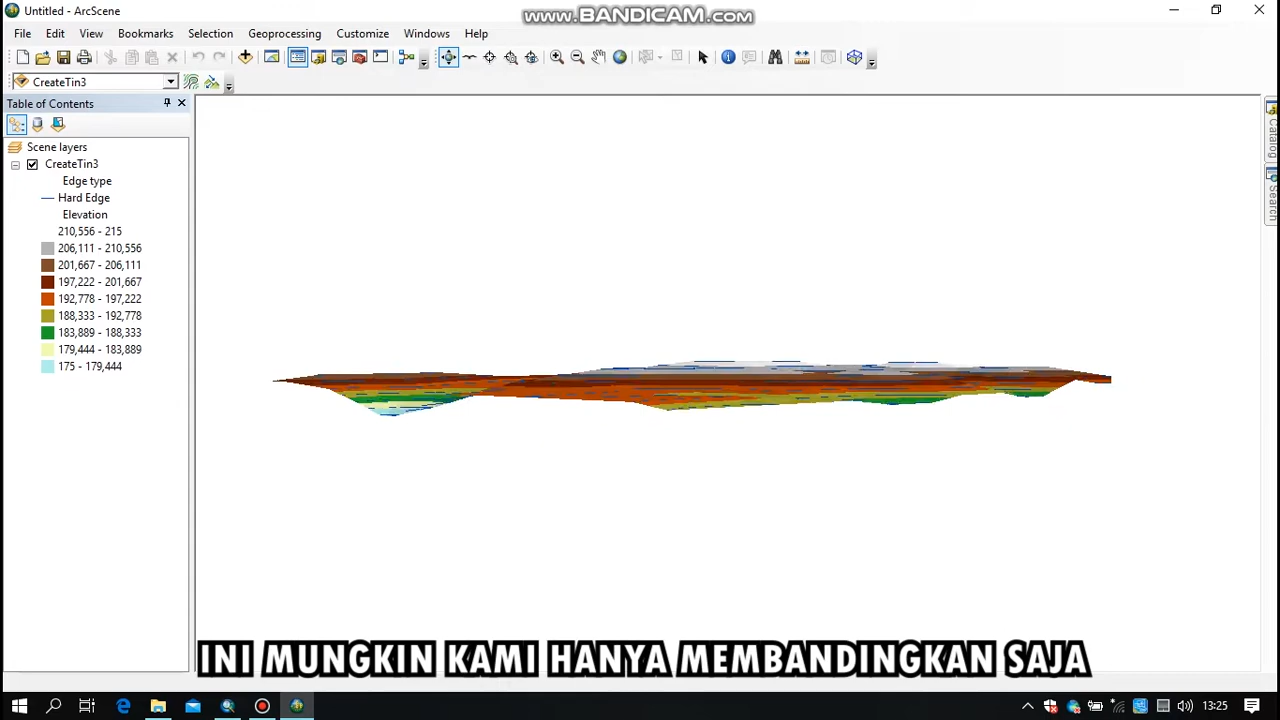 Untitled - ArcScene
www.BANDICAM.com
File Edit View Bookmarks Selection Geoprocessing Customize Windows Help
CreateTin3
Table of Contents
Scene layers
CreateTin3
Edge type
Hard Edge
Elevation
210,556 - 215
206,111 - 210,556
201,667 - 206,111
197,222 - 201,667
192,778 - 197,222
188,333 - 192,778
183,889 - 188,333
179,444 - 183,889
175 - 179,444
Catalog
Search
INI MUNGKIN KAMI HANYA MEMBANDINGKAN SAJA
13:25